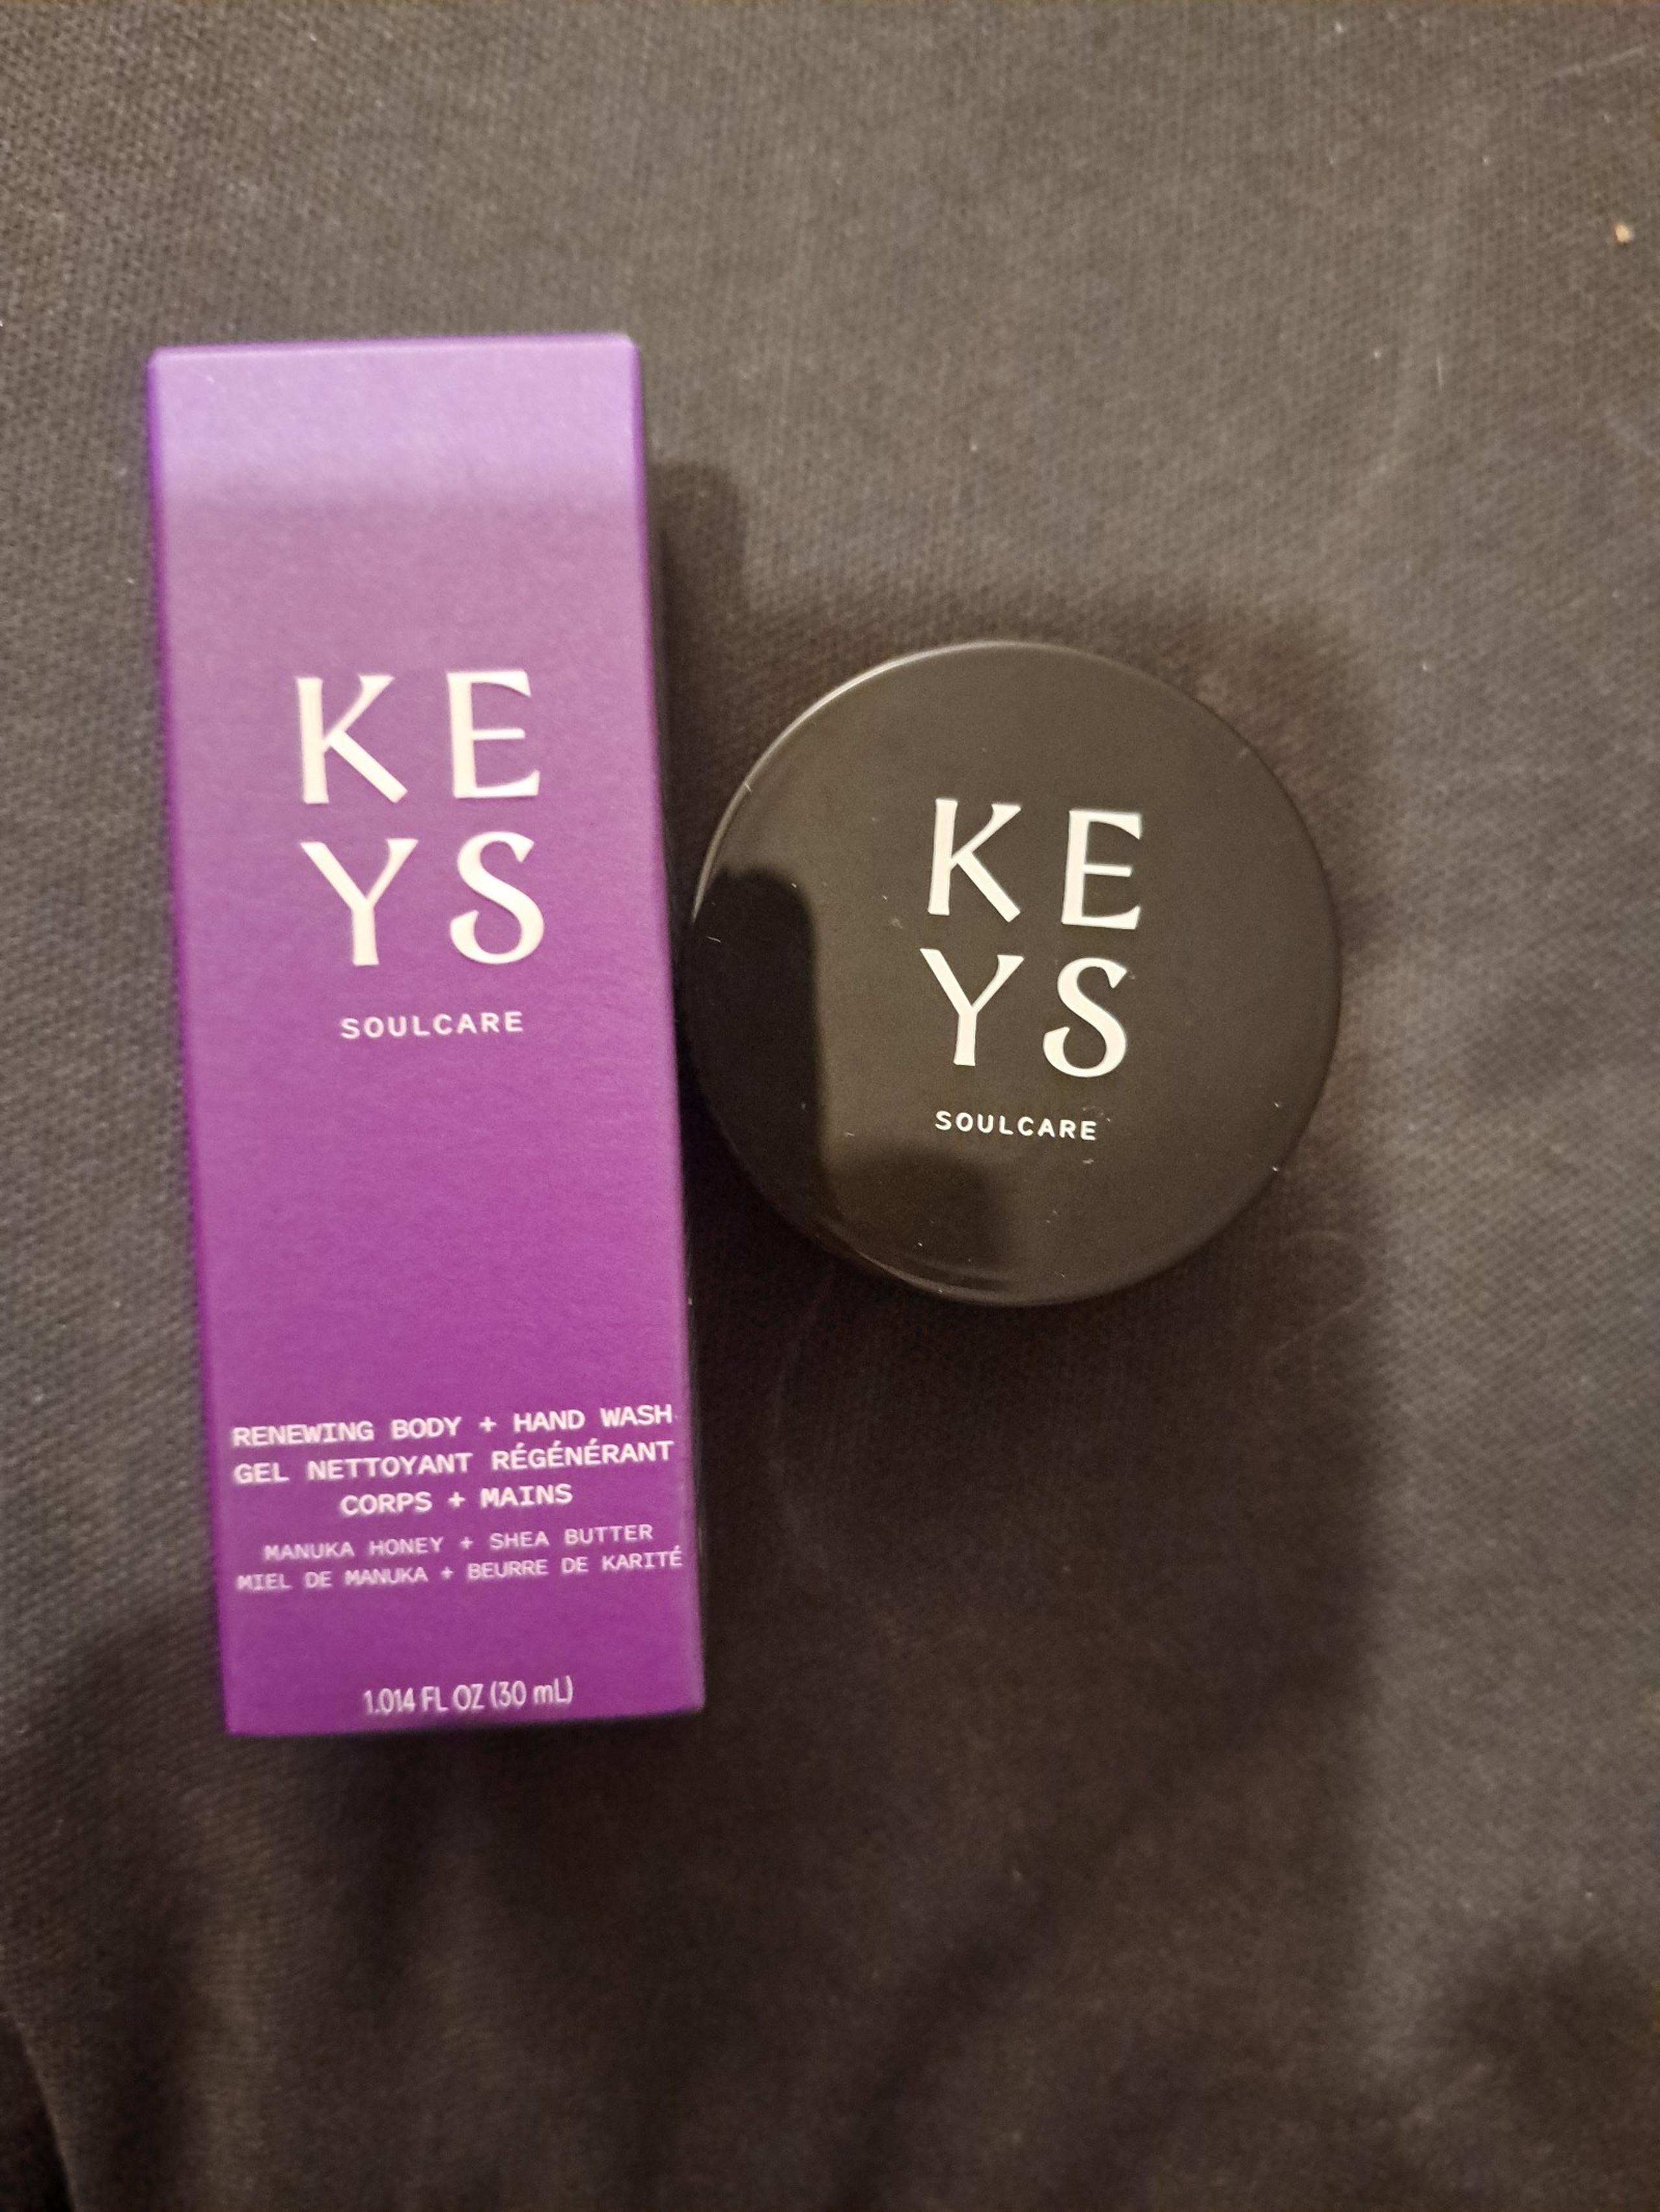 KE
YS
SOULCARE
RENEWING BODY + HAND WASH
GEL NETTOYANT RÉGÉNÉRANT
CORPS + MAINS
MANUKA HONEY + SHEA BUTTER
MIEL DE MANUKA + BEURRE DE KARITÉ
1.014 FL OZ (30 mL)
KE
YS
SOULCARE